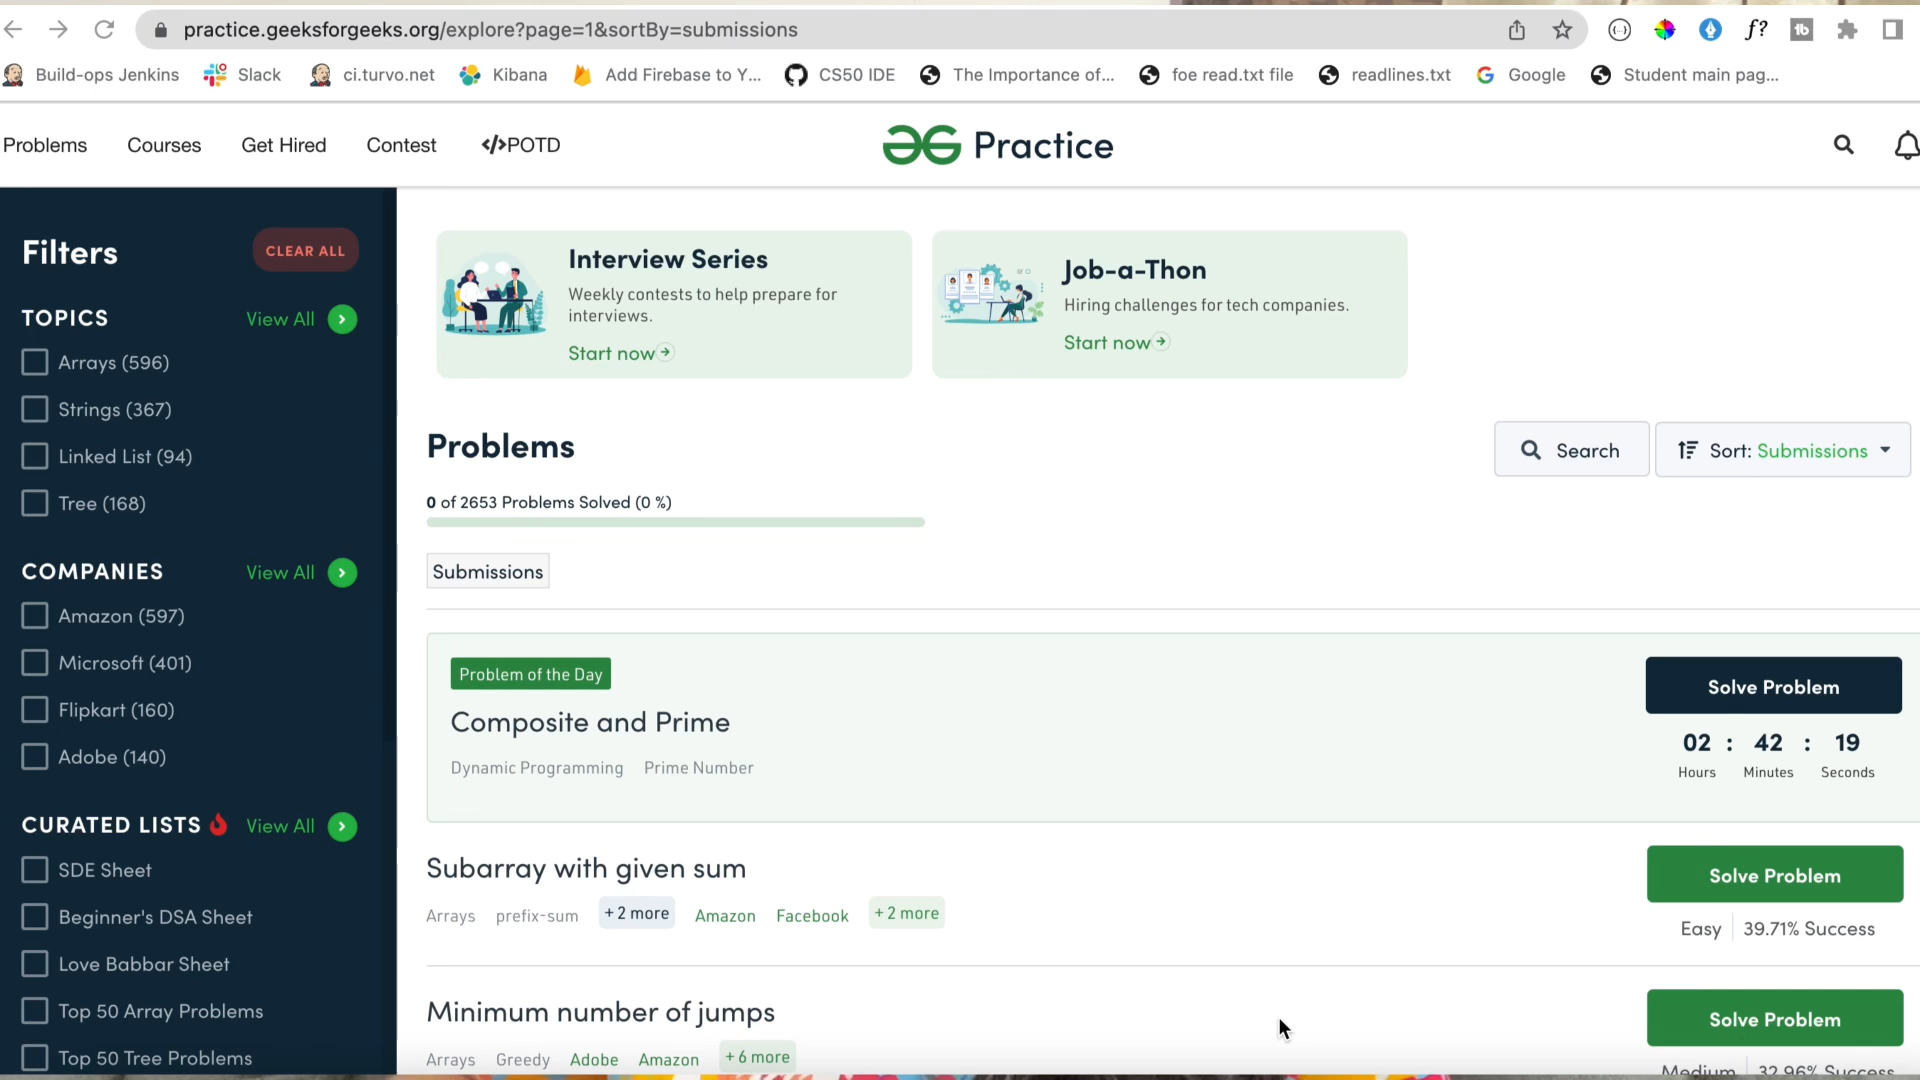 practice.geeksforgeeks.org/explore?page=1&sortBy=submissions
f?
tb
Build-ops Jenkins Slack ci.turvo.net Kibana Add Firebase to Y... CS50 IDE The Importance of... foe read.txt file readlines.txt Google Student main pag...
Problems Courses Get Hired Contest </>POTD Practice
Filters CLEAR ALL
TOPICS View All
Arrays (596)
Strings (367)
Linked List (94)
Tree (168)
COMPANIES View All
Amazon (597)
Microsoft (401)
Flipkart (160)
Adobe (140)
CURATED LISTS View All
SDE Sheet
Beginner's DSA Sheet
Love Babbar Sheet
Top 50 Array Problems
Top 50 Tree Problems
Interview Series
Weekly contests to help prepare for
interviews.
Start now
Job-a-Thon
Hiring challenges for tech companies.
Start now
Problems
Search
Sort: Submissions
0 of 2653 Problems Solved (0 %)
Submissions
Problem of the Day
Composite and Prime
Dynamic Programming Prime Number
Solve Problem
02 : 42 : 19
Hours Minutes Seconds
Subarray with given sum
Arrays prefix-sum + 2 more Amazon Facebook + 2 more
Solve Problem
Easy 39.71% Success
Minimum number of jumps
Arrays Greedy Adobe Amazon + 6 more
Solve Problem
Medium 32.96% Success